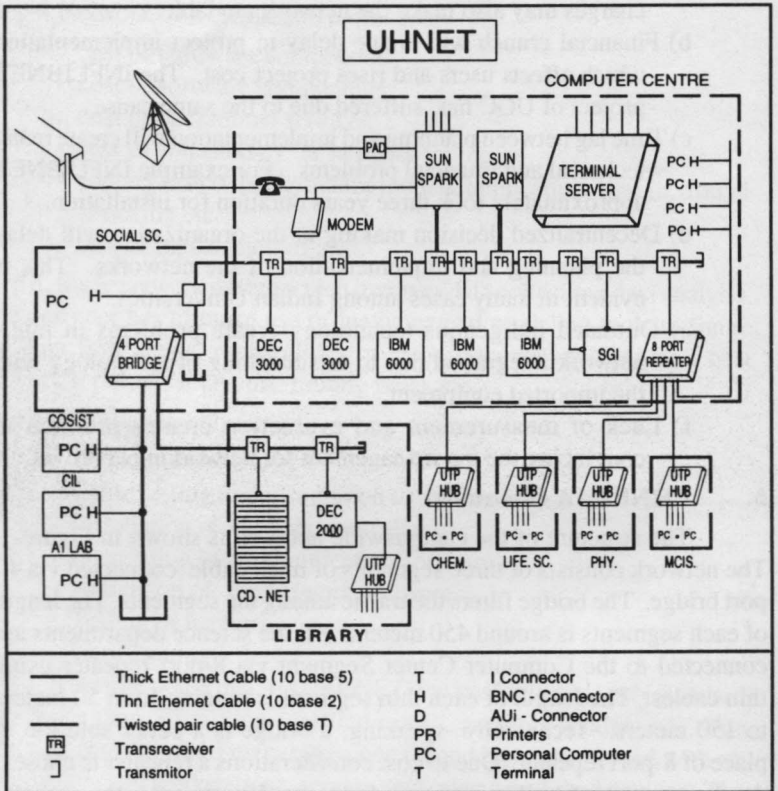 UHNET
COMPUTER CENTRE
PAD
SUN SPARK
SUN SPARK
TERMINAL SERVER
PC H
PC H
PC H
PC H
MODEM
SOCIAL SC.
TR TR TR TR TR TR TR TR TR
PC H
4 PORT BRIDGE
DEC 3000
DEC 3000
IBM 6000
IBM 6000
IBM 6000
SGI
8 PORT REPEATER
COSIST
PC H
CIL
PC H
A1 LAB
PC H
TR
TR
CD-NET
DEC 2000
UTP HUB
LIBRARY
UTP HUB
UTP HUB
UTP HUB
UTP HUB
PC • PC
PC • PC
PC • PC
PC • PC
CHEM.
LIFE. SC.
PHY.
MCIS.
Thick Ethernet Cable (10 base 5)
Thn Ethernet Cable (10 base 2)
Twisted pair cable (10 base T)
TR Transreceiver
Transmitor
T I Connector
H BNC - Connector
D AUi - Connector
PR Printers
PC Personal Computer
T Terminal